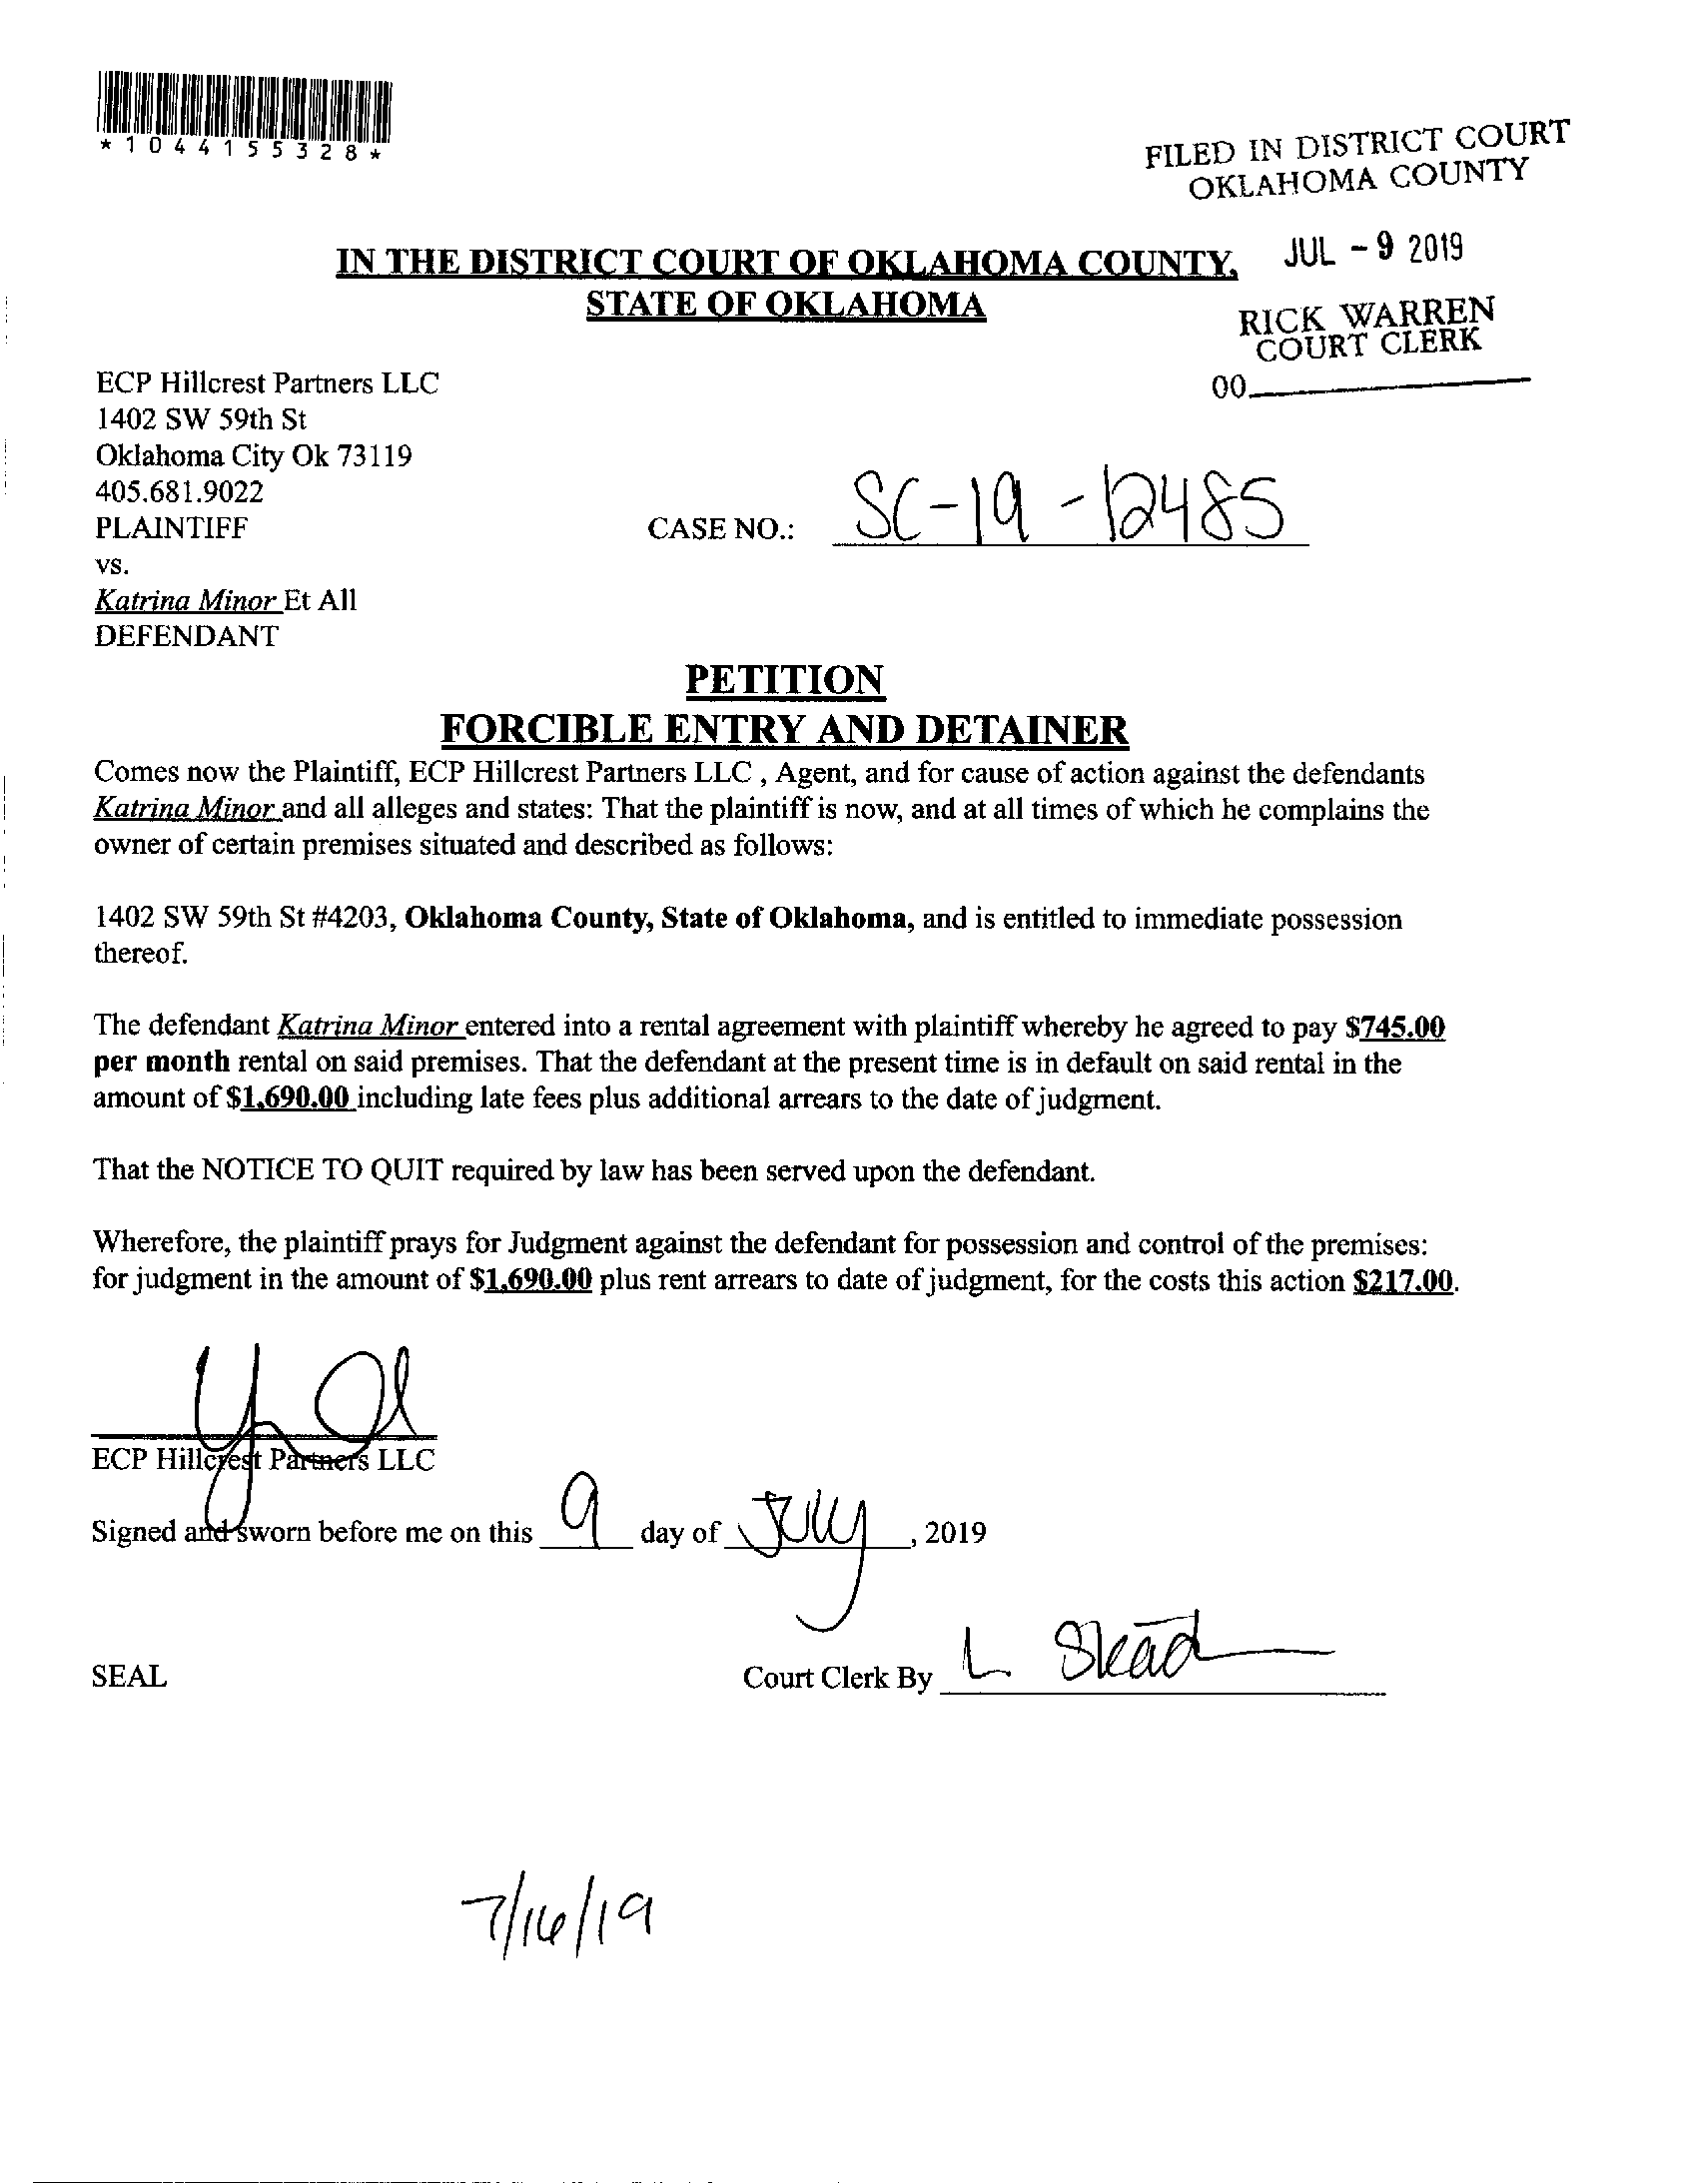 *1044155328*
FILED IN DISTRICT COURT
OKLAHOMA COUNTY
JUL - 9 2019
RICK WARREN
COURT CLERK
00
IN THE DISTRICT COURT OF OKLAHOMA COUNTY,
STATE OF OKLAHOMA
ECP Hillcrest Partners LLC
1402 SW 59th St
Oklahoma City Ok 73119
405.681.9022
PLAINTIFF
CASE NO.: SC-19-12485
vs.
Katrina Minor Et All
DEFENDANT
PETITION
FORCIBLE ENTRY AND DETAINER
Comes now the Plaintiff, ECP Hillcrest Partners LLC , Agent, and for cause of action against the defendants
Katrina Minor and all alleges and states: That the plaintiff is now, and at all times of which he complains the
owner of certain premises situated and described as follows:
1402 SW 59th St #4203, Oklahoma County, State of Oklahoma, and is entitled to immediate possession
thereof.
The defendant Katrina Minor entered into a rental agreement with plaintiff whereby he agreed to pay $745.00
per month rental on said premises. That the defendant at the present time is in default on said rental in the
amount of $1,690.00 including late fees plus additional arrears to the date of judgment.
That the NOTICE TO QUIT required by law has been served upon the defendant.
Wherefore, the plaintiff prays for Judgment against the defendant for possession and control of the premises:
for judgment in the amount of $1,690.00 plus rent arrears to date of judgment, for the costs this action $217.00.
ECP Hillcrest Partners LLC
Signed and sworn before me on this 9 day of July, 2019
SEAL
Court Clerk By L
7/16/19